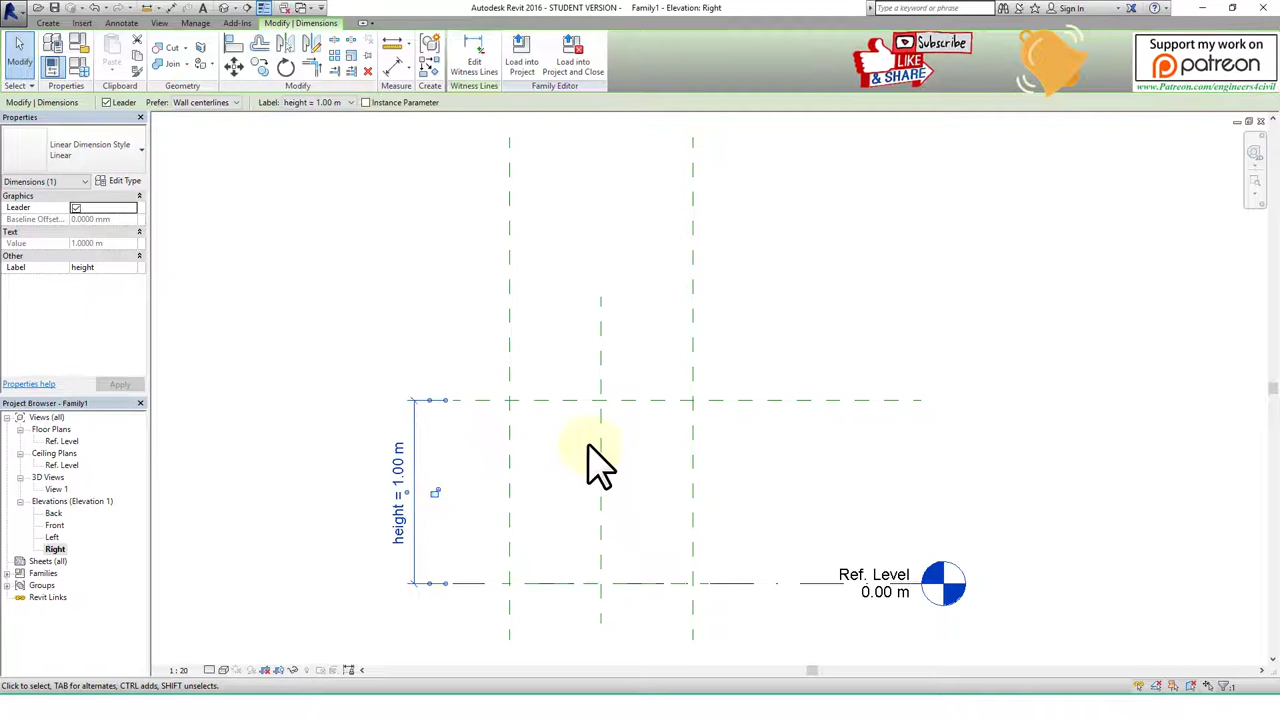 Autodesk Revit 2016 - STUDENT VERSION -
Family1 - Elevation: Right
Type a keyword or phrase
Sign In
Create
Insert
Annotate
View
Manage
Add-Ins
Modify | Dimensions
Modify
Paste
Cut
Join
Edit
Witness Lines
Load into
Project
Load into
Project and Close
Select
Properties
Clipboard
Geometry
Modify
Measure
Create
Witness Lines
Family Editor
Subscribe
LIKE
& SHARE
Support my work on
patreon
www.Patreon.com/engineers4civil
Modify | Dimensions
Leader
Prefer:
Wall centerlines
Label:
height = 1.00 m
Instance Parameter
Properties
Linear Dimension Style
Linear
Dimensions (1)
Edit Type
Graphics
Leader
Baseline Offset...
0.0000 mm
Text
Value
1.0000 m
Other
Label
height
Properties help
Apply
Project Browser - Family1
Views (all)
Floor Plans
Ref. Level
Ceiling Plans
Ref. Level
3D Views
View 1
Elevations (Elevation 1)
Back
Front
Left
Right
Sheets (all)
Families
Groups
Revit Links
height = 1.00 m
Ref. Level
0.00 m
1 : 20
Click to select, TAB for alternates, CTRL adds, SHIFT unselects.
:1